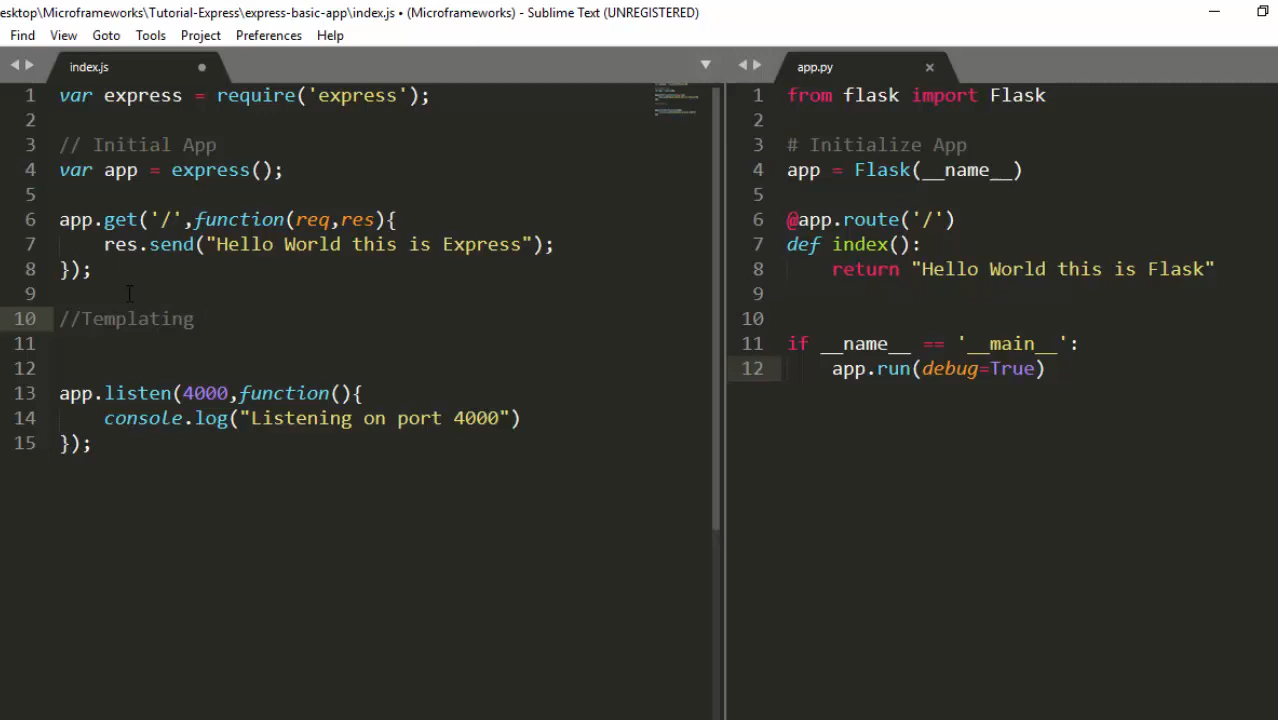 esktop\Microframeworks\Tutorial-Express\express-basic-app\index.js • (Microframeworks) - Sublime Text (UNREGISTERED)
Find View Goto Tools Project Preferences Help
index.js
1 var express = require('express');
2
3 // Initial App
4 var app = express();
5
6 app.get('/',function(req,res){
7 res.send("Hello World this is Express");
8 });
9
10 //Templating
11
12
13 app.listen(4000,function(){
14 console.log("Listening on port 4000")
15 });
app.py
1 from flask import Flask
2
3 # Initialize App
4 app = Flask(__name__)
5
6 @app.route('/')
7 def index():
8 return "Hello World this is Flask"
9
10
11 if __name__ == '__main__':
12 app.run(debug=True)